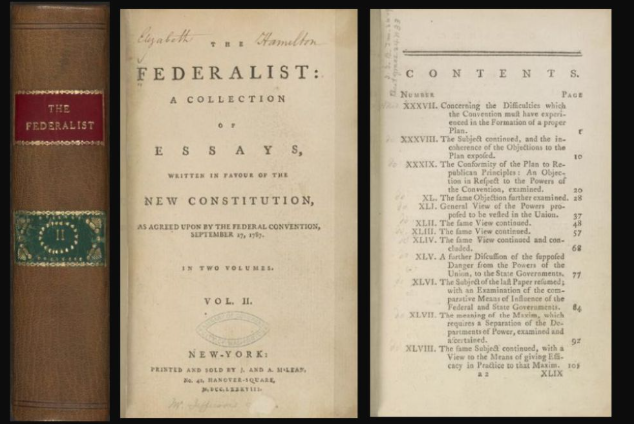 THE
FEDERALIST
II
Elizabeth Hamilton
THE
FEDERALIST:
A COLLECTION
OF
ESSAYS,
WRITTEN IN FAVOUR OF THE
NEW CONSTITUTION,
AS AGREED UPON BY THE FEDERAL CONVENTION,
SEPTEMBER 17, 1787.
IN TWO VOLUMES.
VOL. II.
NEW-YORK:
PRINTED AND SOLD BY J. AND A. M‘LEAN,
No. 41, HANOVER-SQUARE,
M,DCC,LXXXVIII.
CONTENTS.
NUMBER PAGE
XXXVII. Concerning the Difficulties which
the Convention must have experi-
enced in the Formation of a proper
Plan. 1
XXXVIII. The Subject continued, and the in-
coherence of the Objections to the
Plan exposed. 10
XXXIX. The Conformity of the Plan to Re-
publican Principles: An Objec-
tion in Respect to the Powers of
the Convention, examined. 20
XL. The same Objection further examined. 28
XLI. General View of the Powers pro-
posed to be vested in the Union. 37
XLII. The same View continued. 48
XLIII. The same View continued. 57
XLIV. The same View continued and con-
cluded. 68
XLV. A further Discussion of the supposed
Danger from the Powers of the
Union, to the State Governments. 77
XLVI. The Subject of the last Paper resumed;
with an Examination of the com-
parative Means of Influence of the
Federal and State Governments. 84
XLVII. The meaning of the Maxim, which
requires a Separation of the De-
partments of Power, examined and
ascertained. 92
XLVIII. The same Subject continued, with a
View to the Means of giving Effi-
cacy in Practice to that Maxim. 101
a 2 XLIX